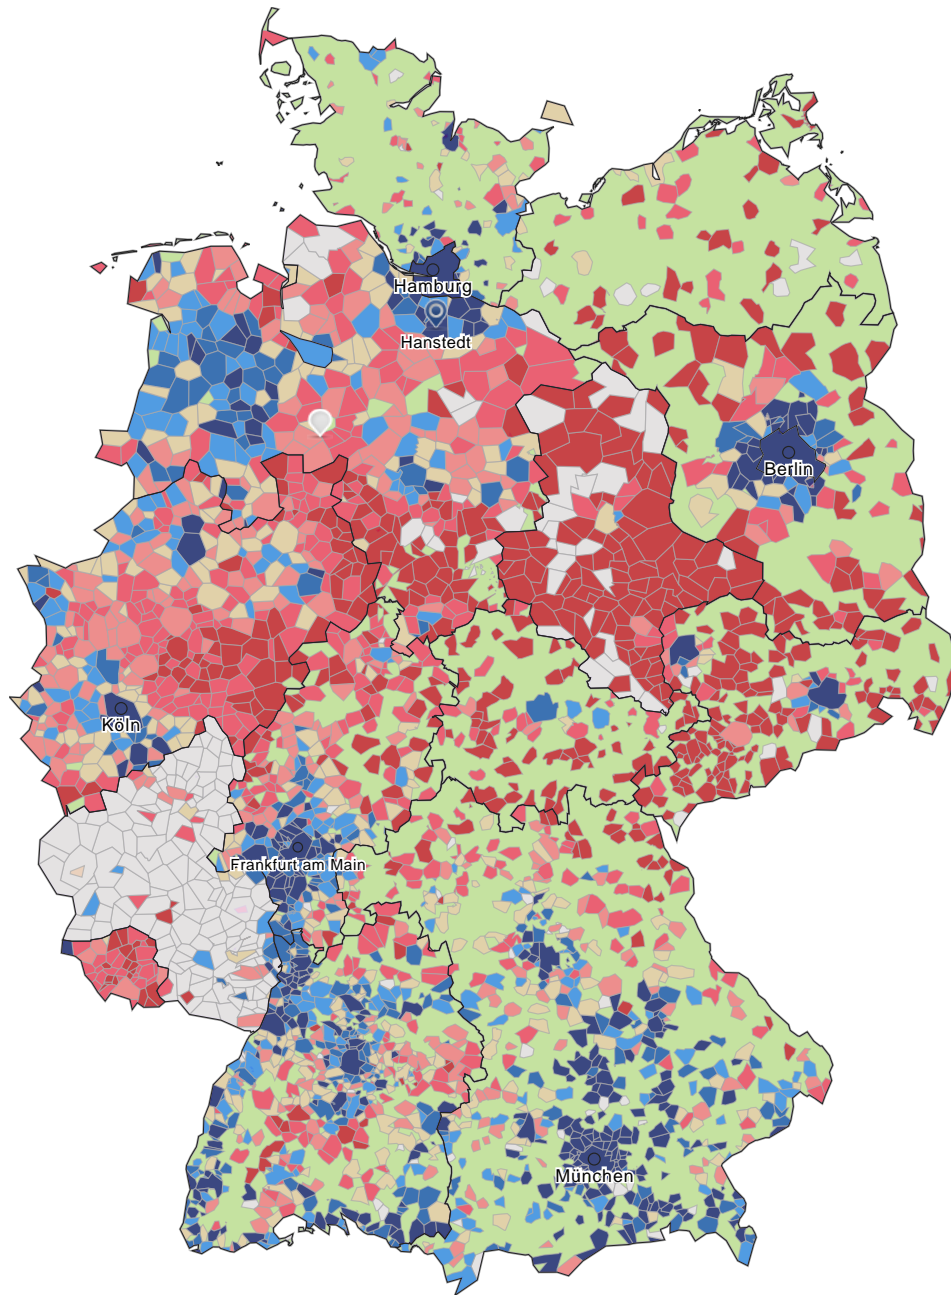 Hamburg
Hanstedt
Berlin
Köln
Frankfurt am Main
München